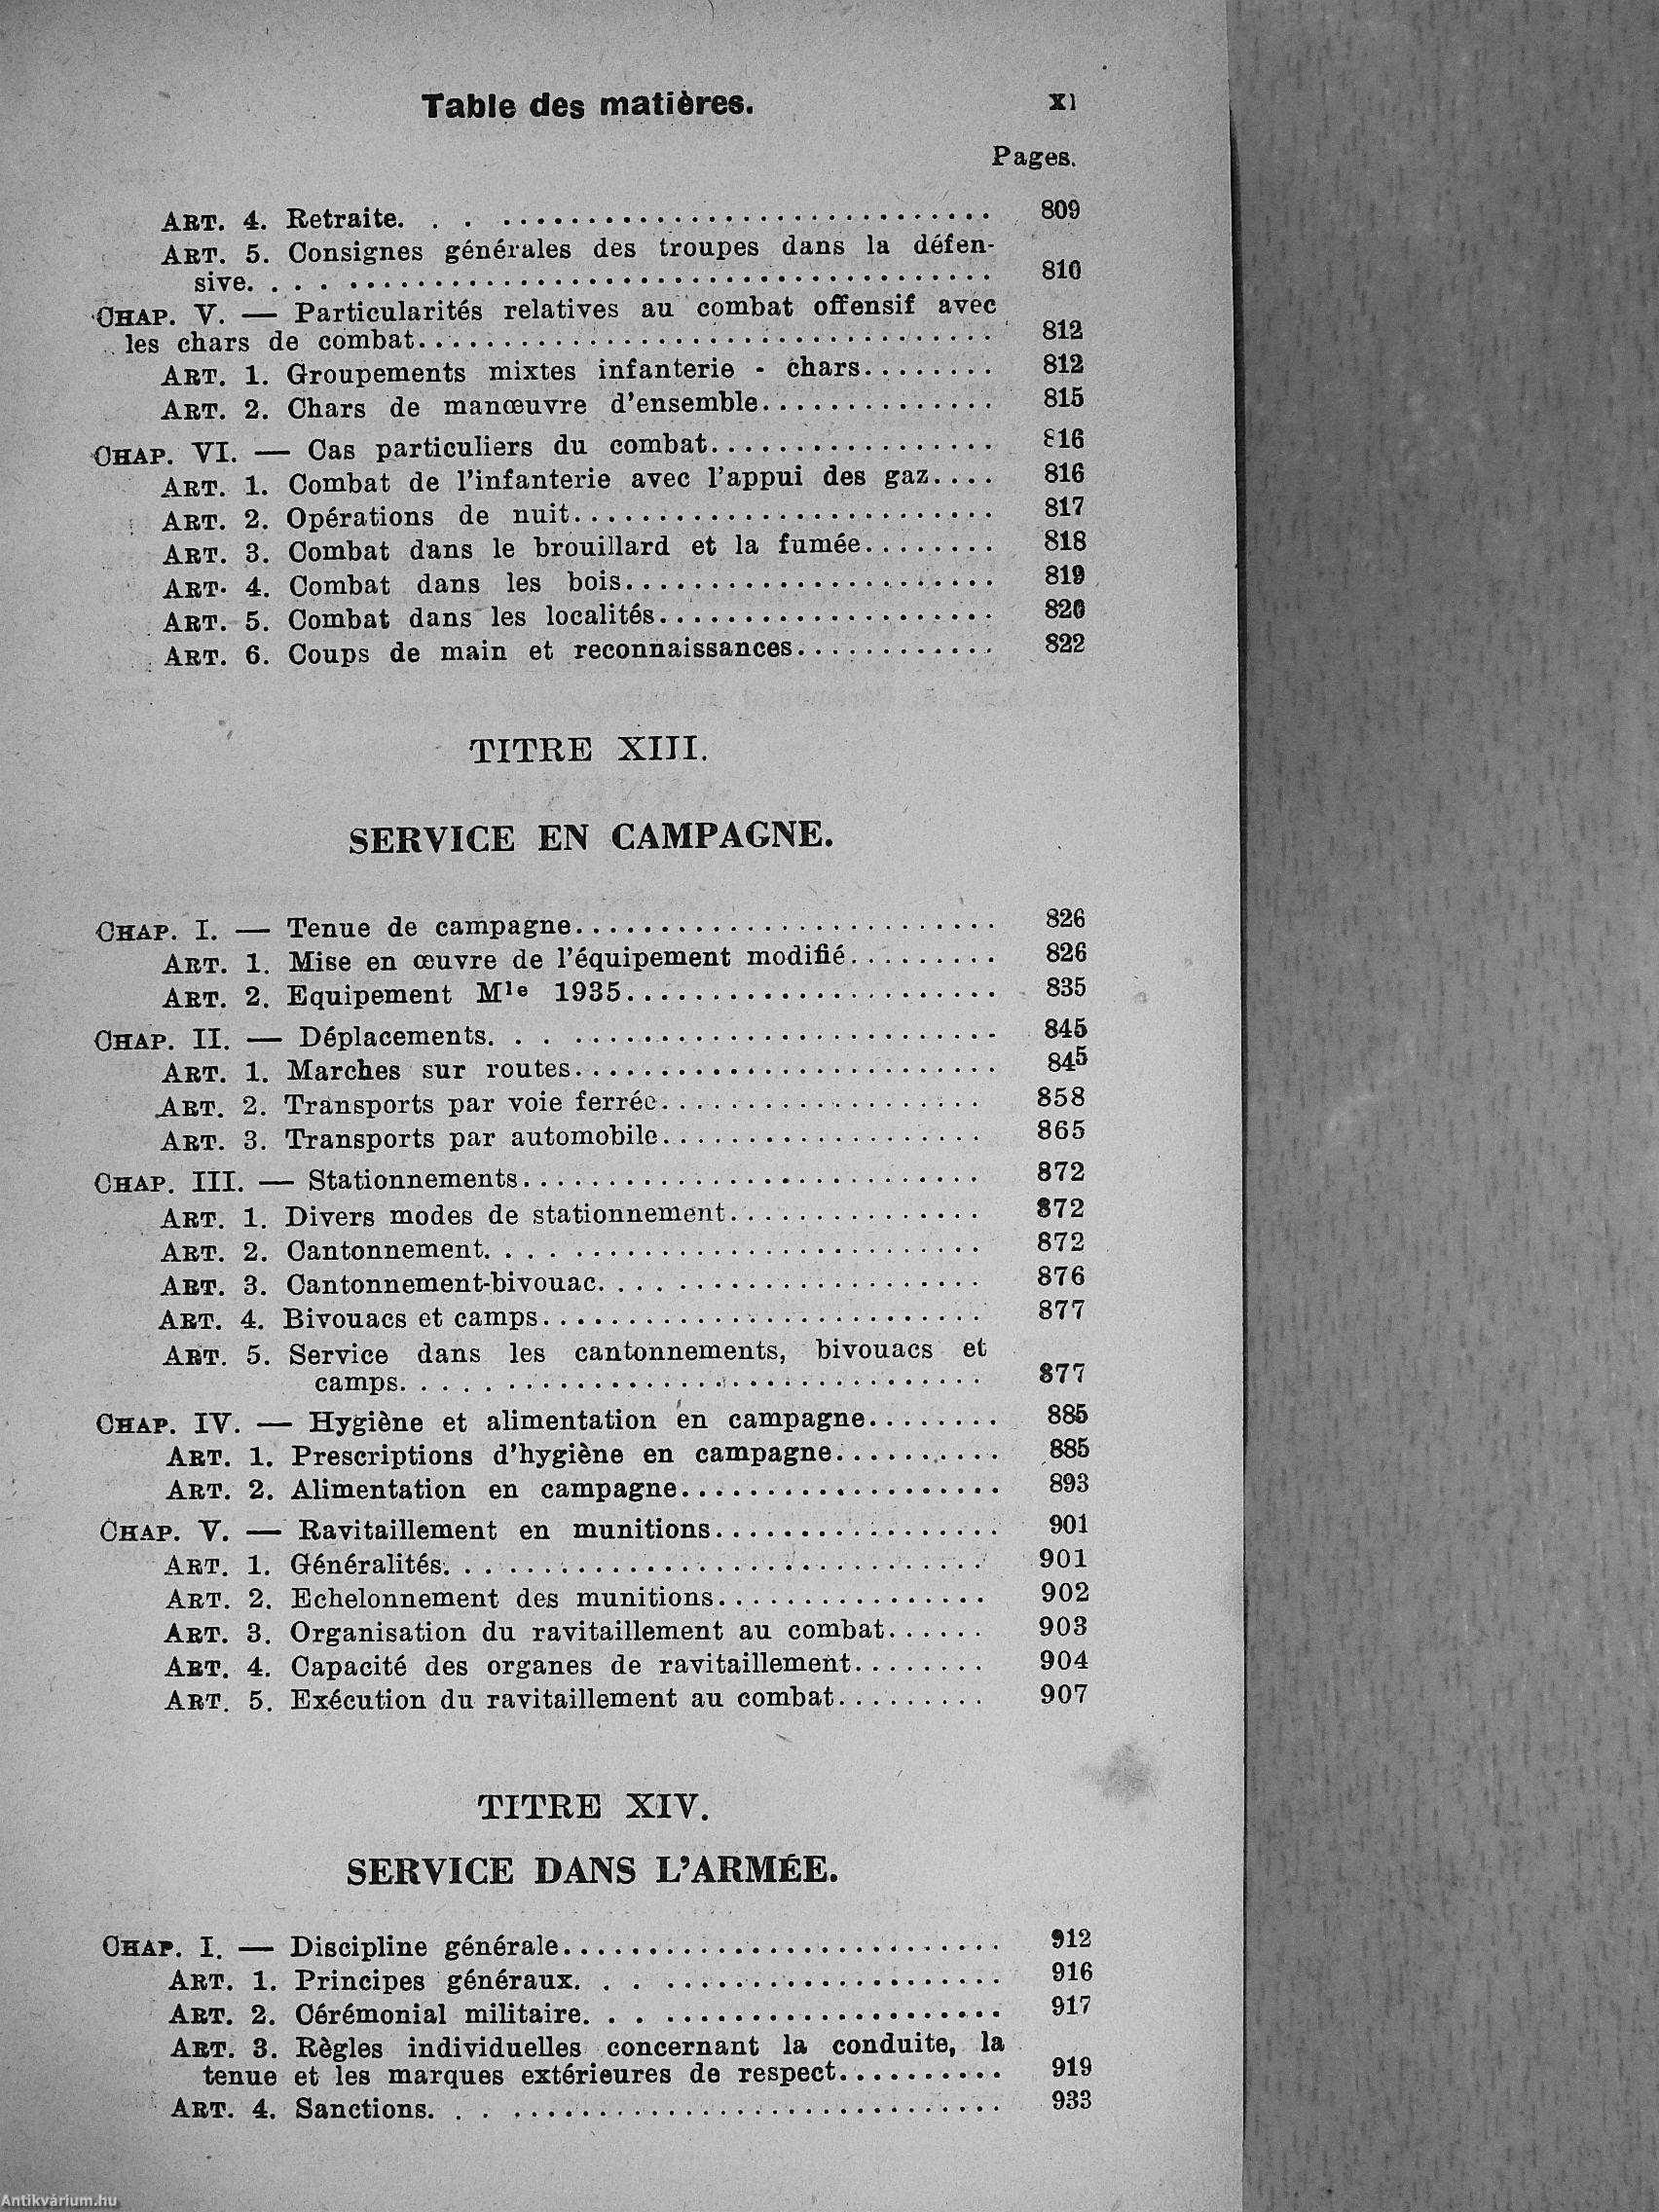 Table des matières. XI
Pages.
ART. 4. Retraite. . . ............................. 809
ART. 5. Consignes générales des troupes dans la défen-
sive. . . . ...................................... 810
CHAP. V. — Particularités relatives au combat offensif avec
les chars de combat.................................. 812
ART. 1. Groupements mixtes infanterie - chars........ 812
ART. 2. Chars de manœuvre d'ensemble.............. 815
CHAP. VI. — Cas particuliers du combat................. 816
ART. 1. Combat de l'infanterie avec l'appui des gaz.... 816
ART. 2. Opérations de nuit......................... 817
ART. 3. Combat dans le brouillard et la fumée........ 818
ART. 4. Combat dans les bois...................... 819
ART. 5. Combat dans les localités.................... 820
ART. 6. Coups de main et reconnaissances............ 822
TITRE XIII.
SERVICE EN CAMPAGNE.
CHAP. I. — Tenue de campagne......................... 826
ART. 1. Mise en œuvre de l'équipement modifié......... 826
ART. 2. Equipement Mle 1935...................... 835
CHAP. II. — Déplacements. . . ......................... 845
ART. 1. Marches sur routes......................... 845
ART. 2. Transports par voie ferrée................... 858
ART. 3. Transports par automobile................... 865
CHAP. III. — Stationnements........................... 872
ART. 1. Divers modes de stationnement............... 872
ART. 2. Cantonnement. . . . ........................ 872
ART. 3. Cantonnement-bivouac. . . . .................. 876
ART. 4. Bivouacs et camps.......................... 877
ART. 5. Service dans les cantonnements, bivouacs et
camps. . . . . ............................ 877
CHAP. IV. — Hygiène et alimentation en campagne........ 885
ART. 1. Prescriptions d'hygiène en campagne.......... 885
ART. 2. Alimentation en campagne................... 893
CHAP. V. — Ravitaillement en munitions................. 901
ART. 1. Généralités. . . ............................ 901
ART. 2. Echelonnement des munitions................ 902
ART. 3. Organisation du ravitaillement au combat...... 903
ART. 4. Capacité des organes de ravitaillement........ 904
ART. 5. Exécution du ravitaillement au combat......... 907
TITRE XIV.
SERVICE DANS L'ARMÉE.
CHAP. I. — Discipline générale.......................... 912
ART. 1. Principes généraux. . . .................... 916
ART. 2. Cérémonial militaire. . . .................... 917
ART. 3. Règles individuelles concernant la conduite, la
tenue et les marques extérieures de respect.......... 919
ART. 4. Sanctions. . . ............................. 933
Antikvárium.hu